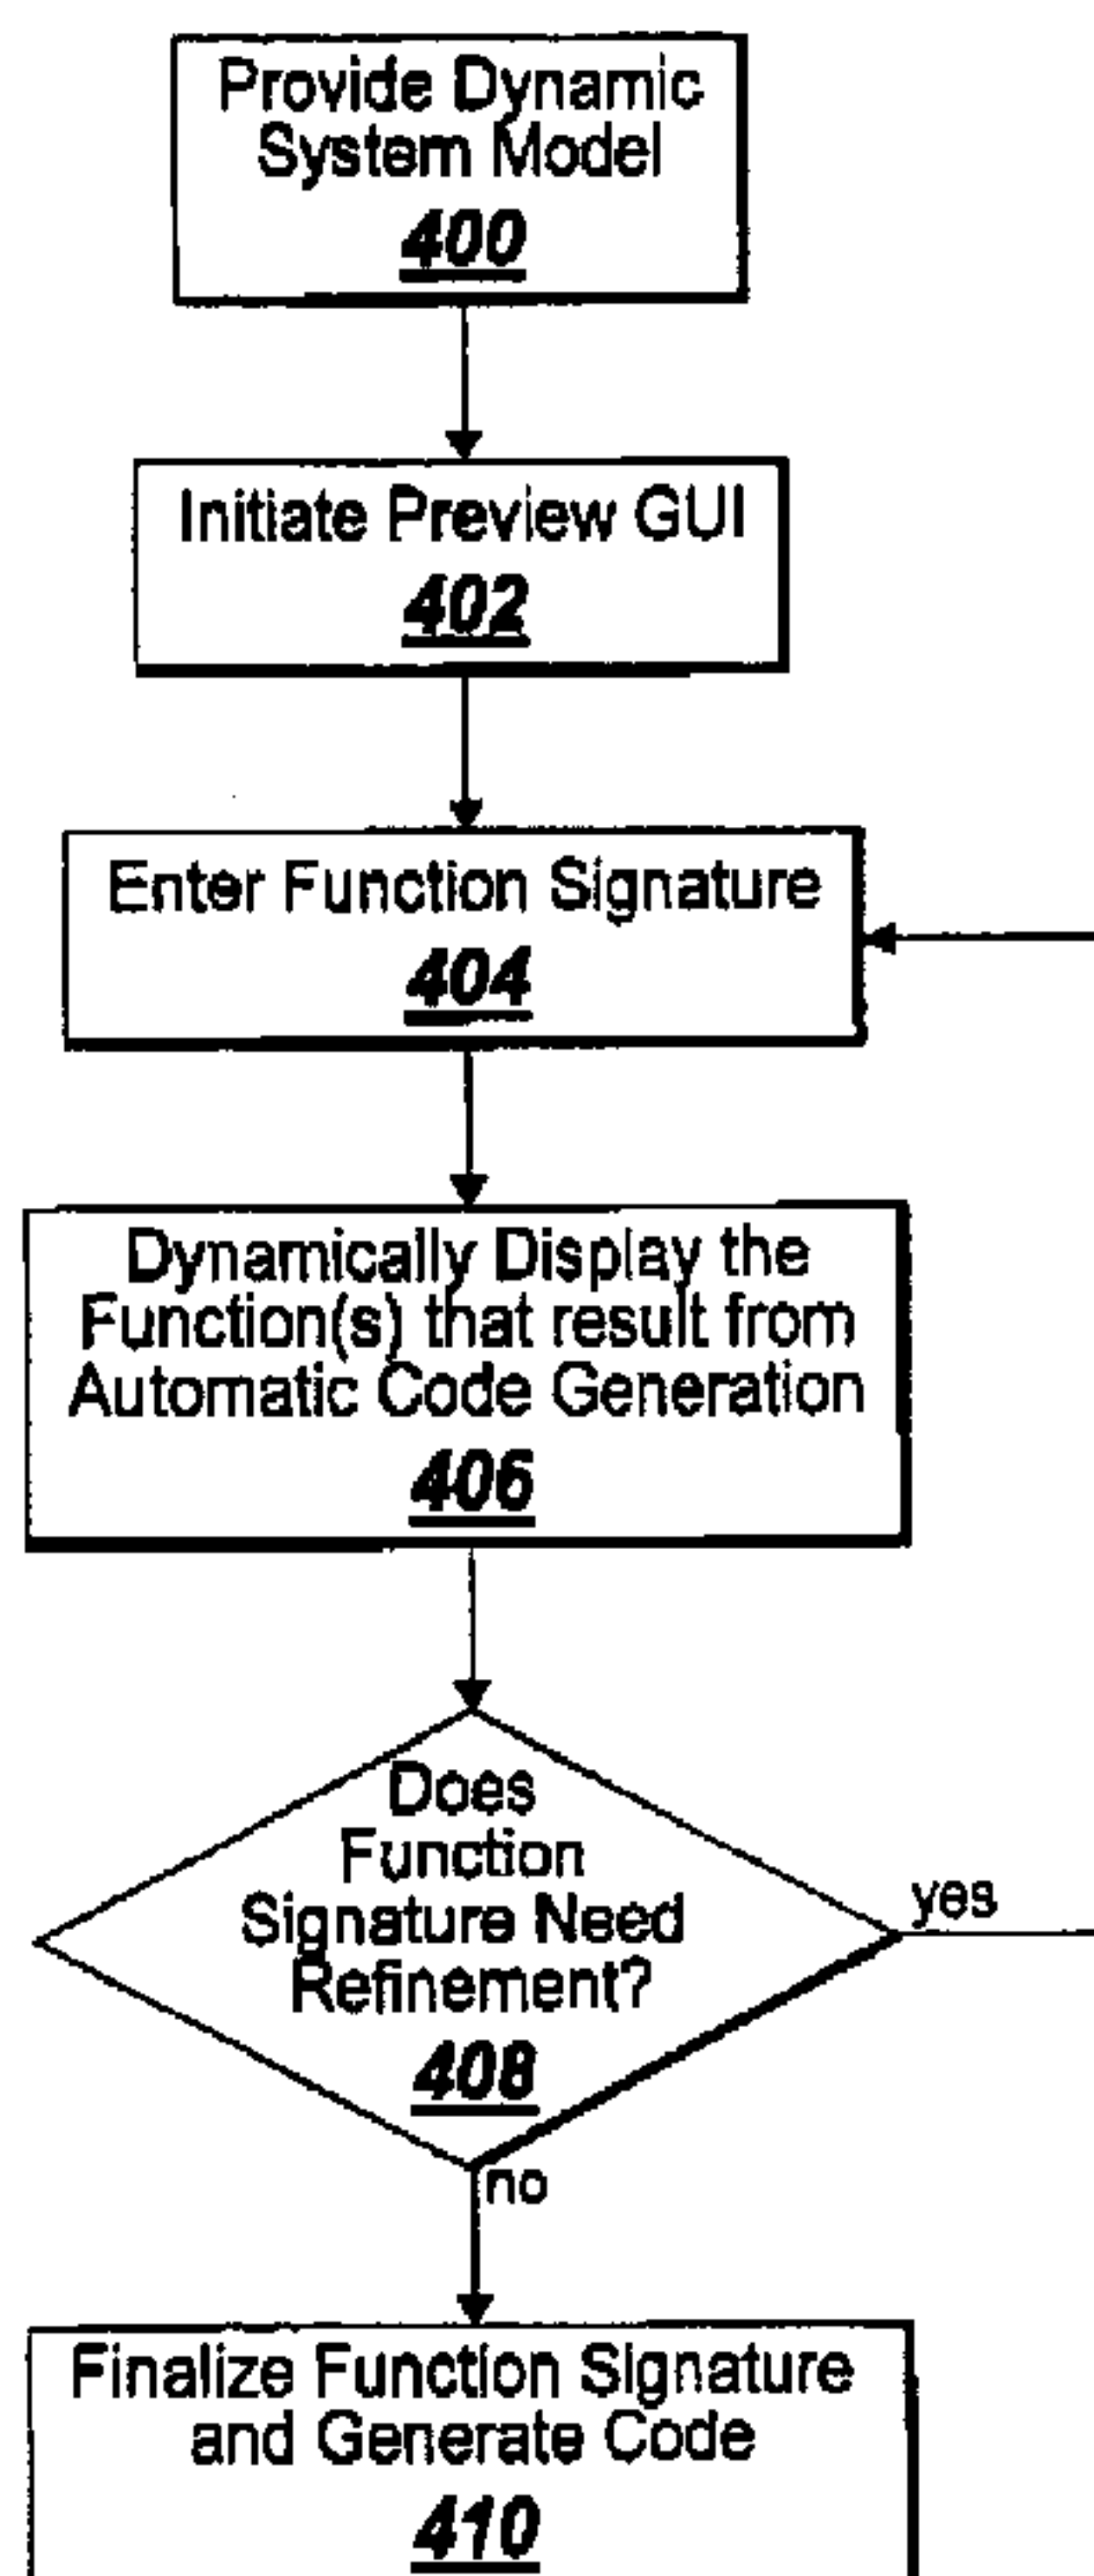 Provide Dynamic
System Model
400
Initiate Preview GUI
402
Enter Function Signature
404
Dynamically Display the
Function(s) that result from
Automatic Code Generation
406
Does
Function
Signature Need
Refinement?
408
yes
no
Finalize Function Signature
and Generate Code
410